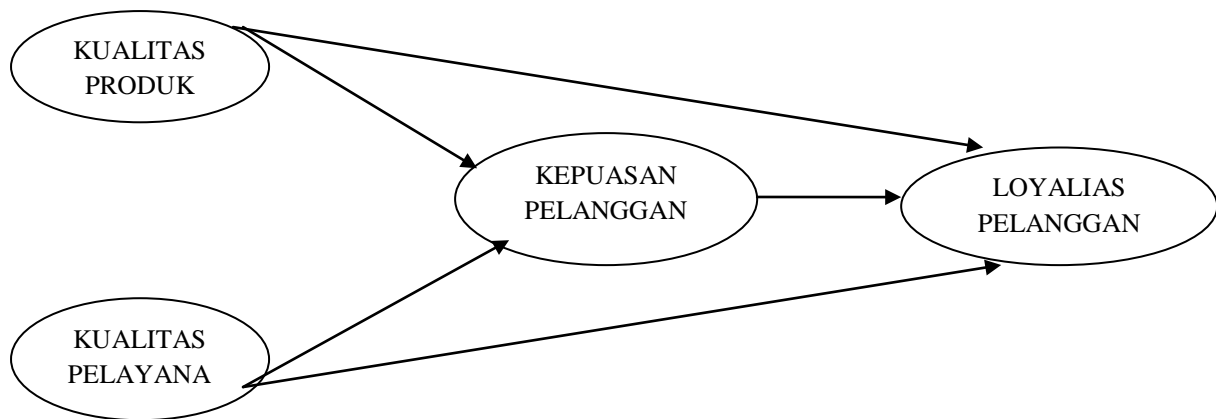 KUALITAS
PRODUK
KEPUASAN
PELANGGAN
LOYALIAS
PELANGGAN
KUALITAS
PELAYANA